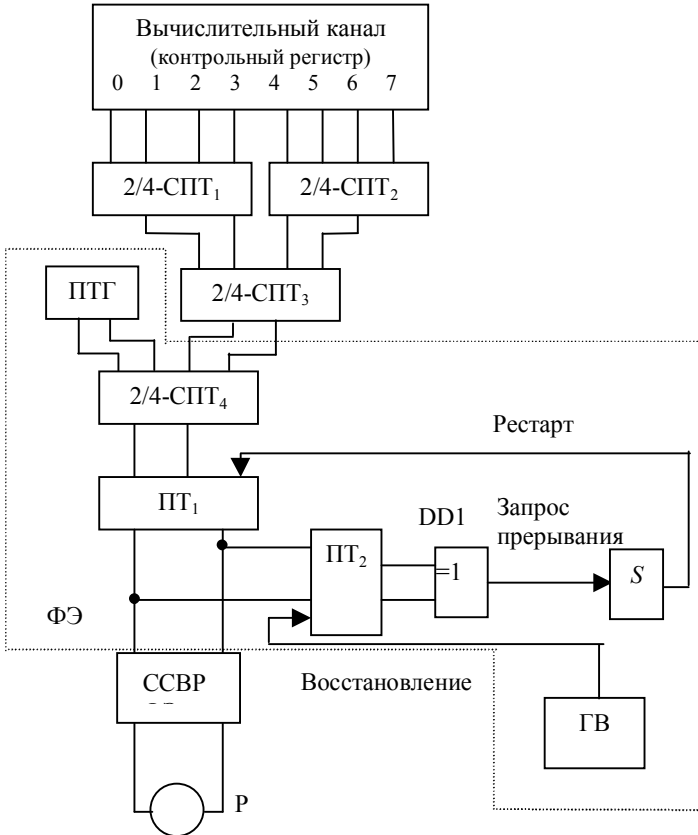 Вычислительный канал
(контрольный регистр)
0 1 2 3 4 5 6 7
2/4-СПТ1 2/4-СПТ2
2/4-СПТ3
ПТГ
2/4-СПТ4
Рестарт
ПТ1
DD1
Запрос
прерывания
ПТ2
=1
S
ФЭ
ССВР
Восстановление
ГВ
Р